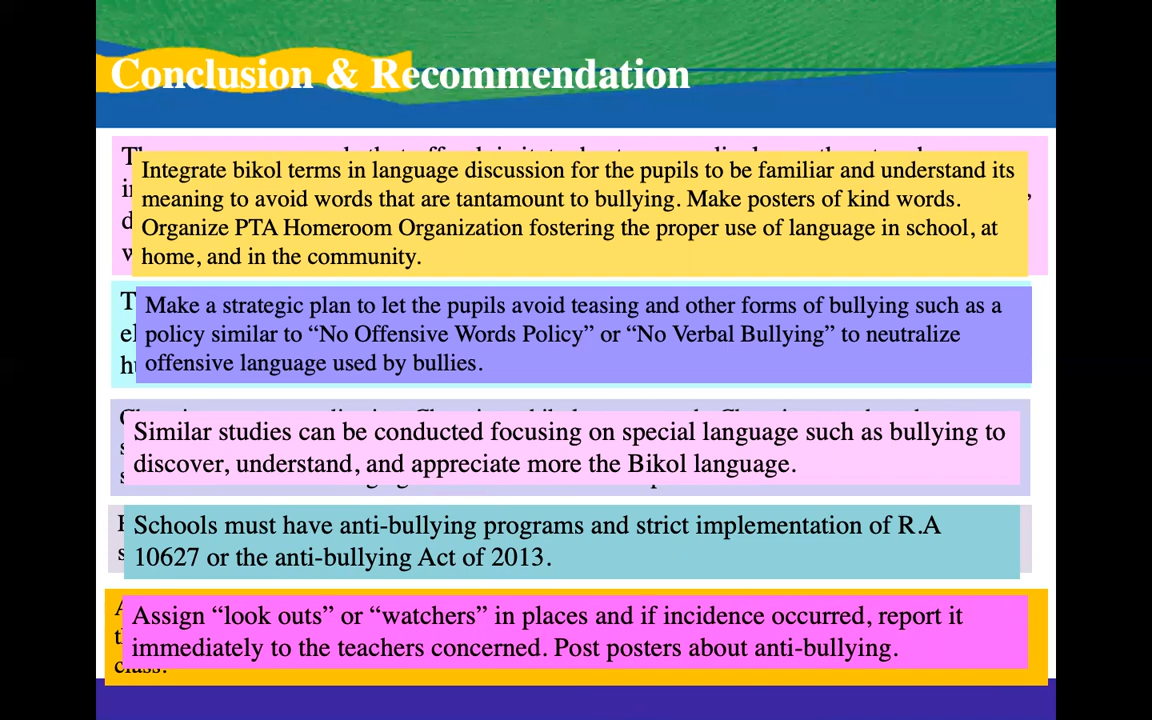 Conclusion & Recommendation
Integrate bikol terms in language discussion for the pupils to be familiar and understand its
meaning to avoid words that are tantamount to bullying. Make posters of kind words.
Organize PTA Homeroom Organization fostering the proper use of language in school, at
home, and in the community.
Make a strategic plan to let the pupils avoid teasing and other forms of bullying such as a
policy similar to “No Offensive Words Policy” or “No Verbal Bullying” to neutralize
offensive language used by bullies.
Similar studies can be conducted focusing on special language such as bullying to
discover, understand, and appreciate more the Bikol language.
Schools must have anti-bullying programs and strict implementation of R.A
10627 or the anti-bullying Act of 2013.
Assign “look outs” or “watchers” in places and if incidence occurred, report it
immediately to the teachers concerned. Post posters about anti-bullying.
class.